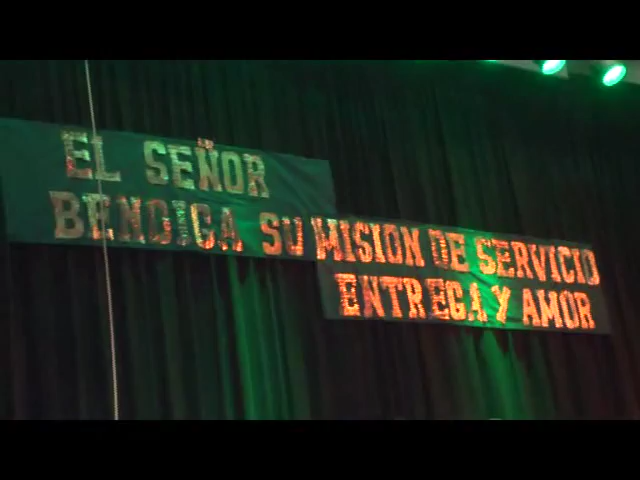 EL SEÑOR
BENDIGA SU MISION DE SERVICIO
ENTREGA Y AMOR